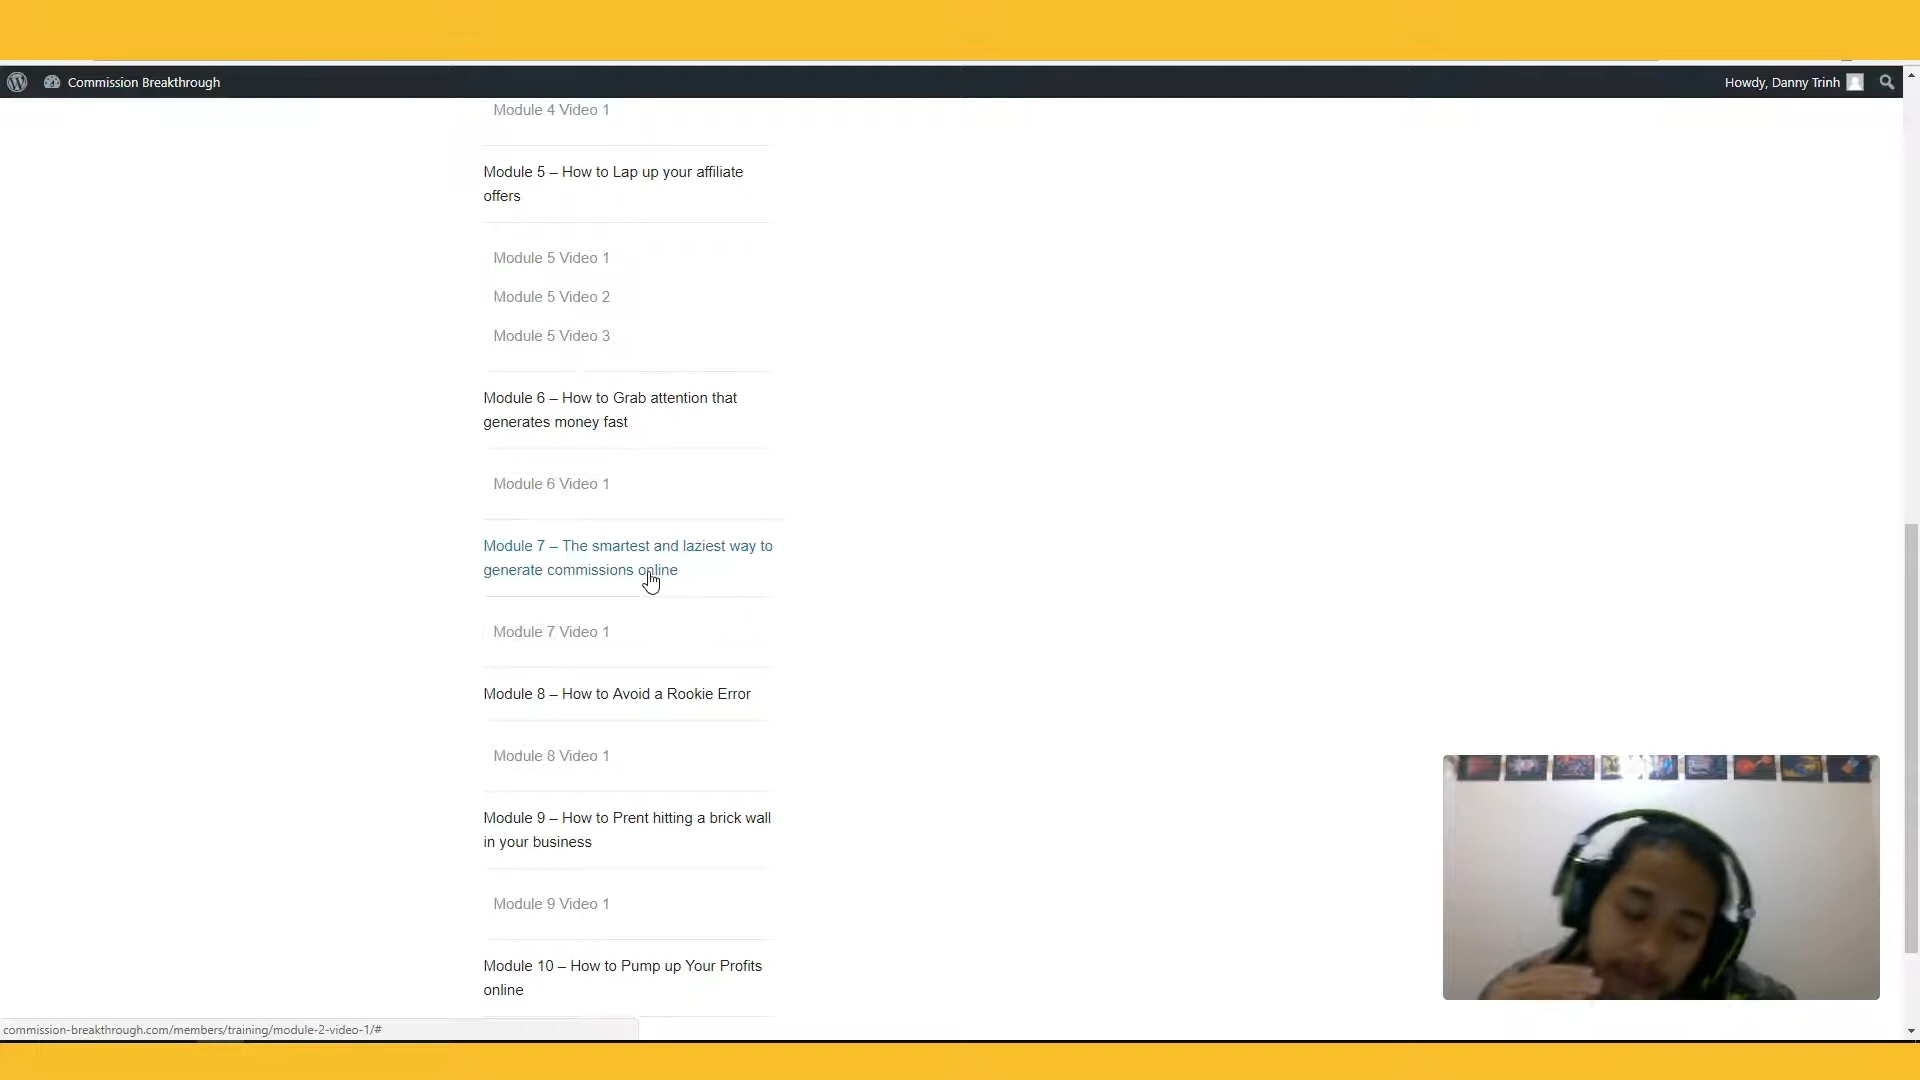 Commission Breakthrough
Howdy, Danny Trinh
Module 4 Video 1
Module 5 – How to Lap up your affiliate
offers
Module 5 Video 1
Module 5 Video 2
Module 5 Video 3
Module 6 – How to Grab attention that
generates money fast
Module 6 Video 1
Module 7 – The smartest and laziest way to
generate commissions online
Module 7 Video 1
Module 8 – How to Avoid a Rookie Error
Module 8 Video 1
Module 9 – How to Prent hitting a brick wall
in your business
Module 9 Video 1
Module 10 – How to Pump up Your Profits
online
commission-breakthrough.com/members/training/module-2-video-1/#